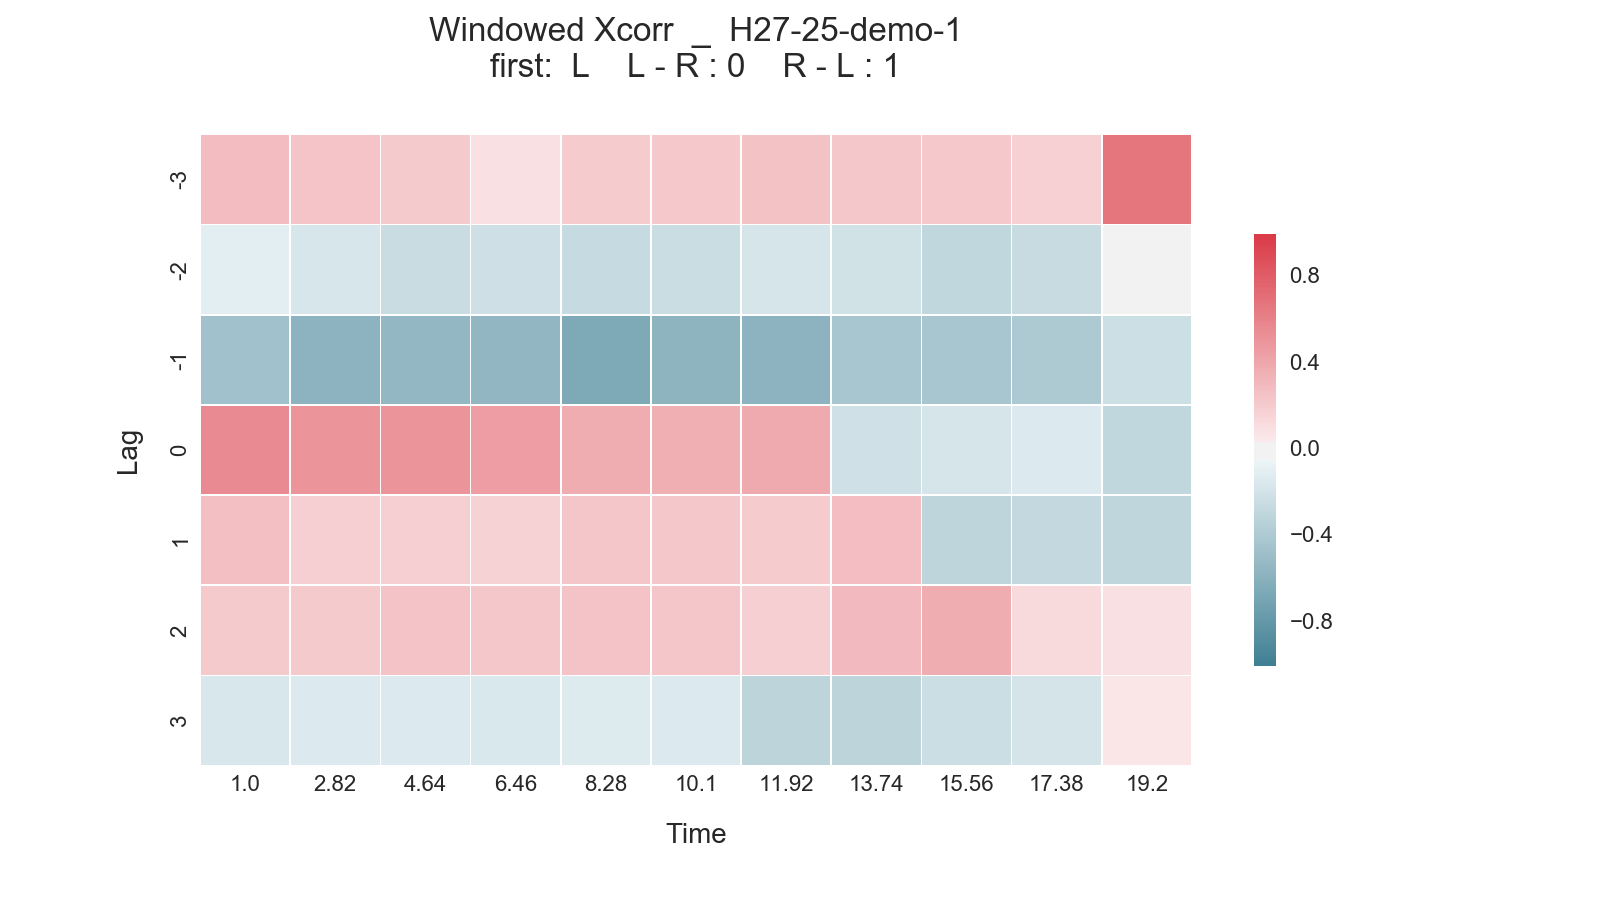 Windowed Xcorr _ H27-25-demo-1
first: L L - R : 0 R - L : 1
Lag
-3
-2
-1
0
1
2
3
1.0 2.82 4.64 6.46 8.28 10.1 11.92 13.74 15.56 17.38 19.2
Time
0.8
0.4
0.0
−0.4
−0.8